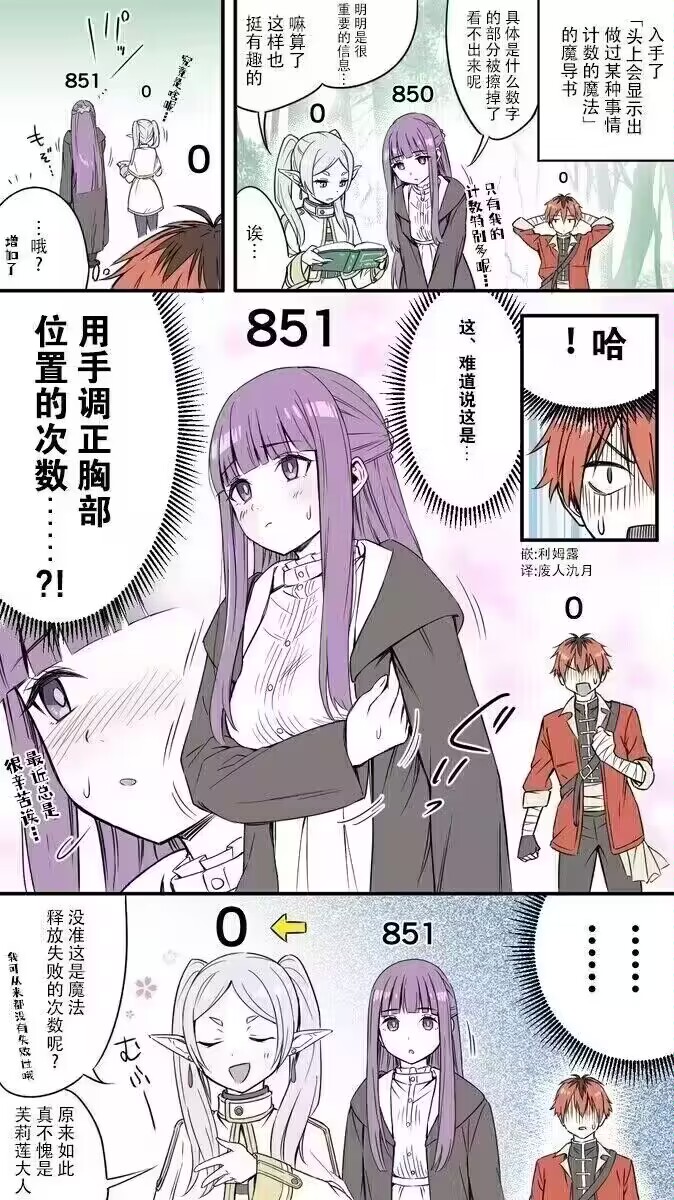 入手了
「头上会显示出
做过某种事情
计数的魔法」
的魔导书
0
具体是什么数字
的部分被擦掉了
看不出来呢
850
只有我的
计数特别多呢…
明明是很
重要的信息…
嘛算了
这样也
挺有趣的
0
诶…
851
0
0
…哦?
增加了
哈!
这、难道说这是…
851
用手调正胸部
位置的次数……?!
最近总是
很辛苦诶…
嵌:利姆露
译:废人氿月
0
……
851
0
没准这是魔法
释放失败的次数呢?
我可从来都没有失败过哦
むふー
原来如此
真不愧是
芙莉莲大人